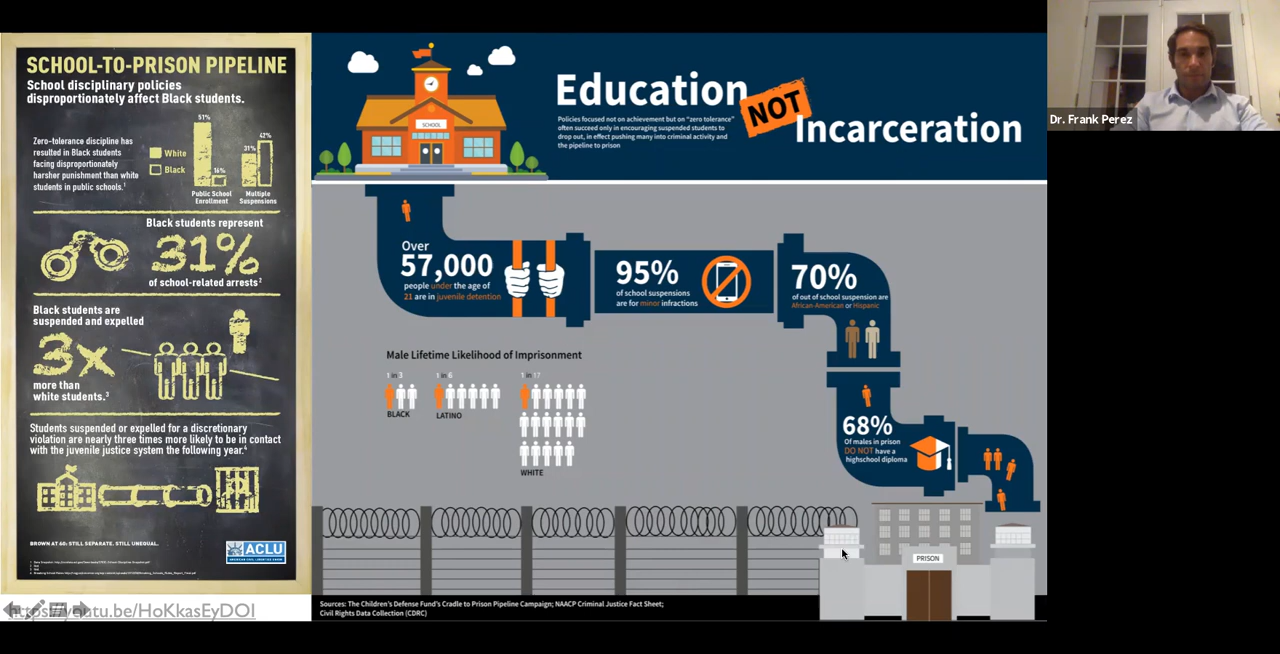 SCHOOL-TO-PRISON PIPELINE
School disciplinary policies
disproportionately affect Black students.
Zero-tolerance discipline has
resulted in Black students
facing disproportionately
harsher punishment than white
students in public schools.¹
White
Black
51%
16%
31%
42%
Public School
Enrollment
Multiple
Suspensions
Black students represent
31%
of school-related arrests²
Black students are
suspended and expelled
3x
more than
white students.³
Students suspended or expelled for a discretionary
violation are nearly three times more likely to be in contact
with the juvenile justice system the following year.⁴
BROWN AT 60: STILL SEPARATE. STILL UNEQUAL.
ACLU
AMERICAN CIVIL LIBERTIES UNION
https://youtu.be/HoKkasEyDOI
SCHOOL
Education
NOT
Incarceration
Policies focused not on achievement but on "zero tolerance"
often succeed only in encouraging suspended students to
drop out, in effect pushing many into criminal activity and
the pipeline to prison
Over
57,000
people under the age of
21 are in juvenile detention
95%
of school suspensions
are for minor infractions
70%
of out of school suspension are
African-American or Hispanic
Male Lifetime Likelihood of Imprisonment
1 in 3
BLACK
1 in 6
LATINO
1 in 17
WHITE
68%
Of males in prison
DO NOT have a
highschool diploma
PRISON
Sources: The Children's Defense Fund's Cradle to Prison Pipeline Campaign; NAACP Criminal Justice Fact Sheet;
Civil Rights Data Collection (CDRC)
Dr. Frank Perez